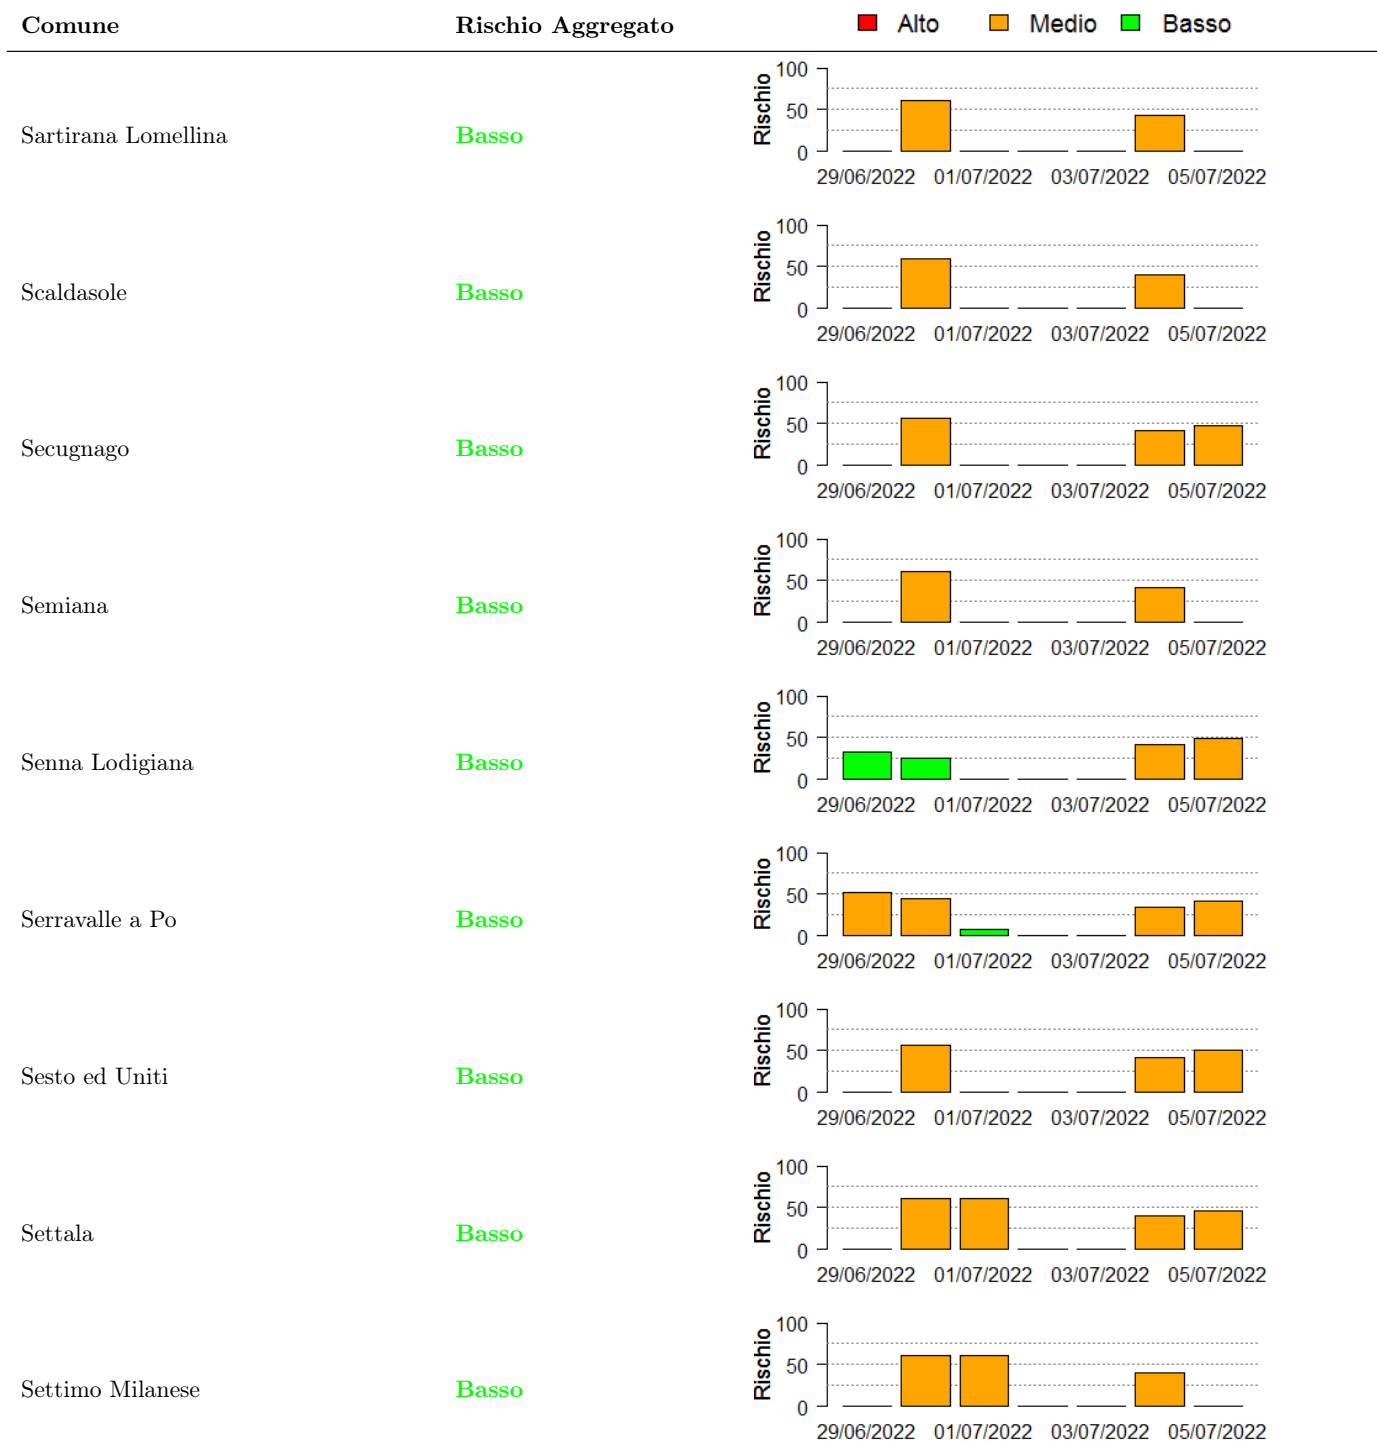 Comune Rischio Aggregato Alto Medio Basso
Sartirana Lomellina Basso Rischio 100 50 0
29/06/2022 01/07/2022 03/07/2022 05/07/2022
Scaldasole Basso Rischio 100 50 0
29/06/2022 01/07/2022 03/07/2022 05/07/2022
Secugnago Basso Rischio 100 50 0
29/06/2022 01/07/2022 03/07/2022 05/07/2022
Semiana Basso Rischio 100 50 0
29/06/2022 01/07/2022 03/07/2022 05/07/2022
Senna Lodigiana Basso Rischio 100 50 0
29/06/2022 01/07/2022 03/07/2022 05/07/2022
Serravalle a Po Basso Rischio 100 50 0
29/06/2022 01/07/2022 03/07/2022 05/07/2022
Sesto ed Uniti Basso Rischio 100 50 0
29/06/2022 01/07/2022 03/07/2022 05/07/2022
Settala Basso Rischio 100 50 0
29/06/2022 01/07/2022 03/07/2022 05/07/2022
Settimo Milanese Basso Rischio 100 50 0
29/06/2022 01/07/2022 03/07/2022 05/07/2022